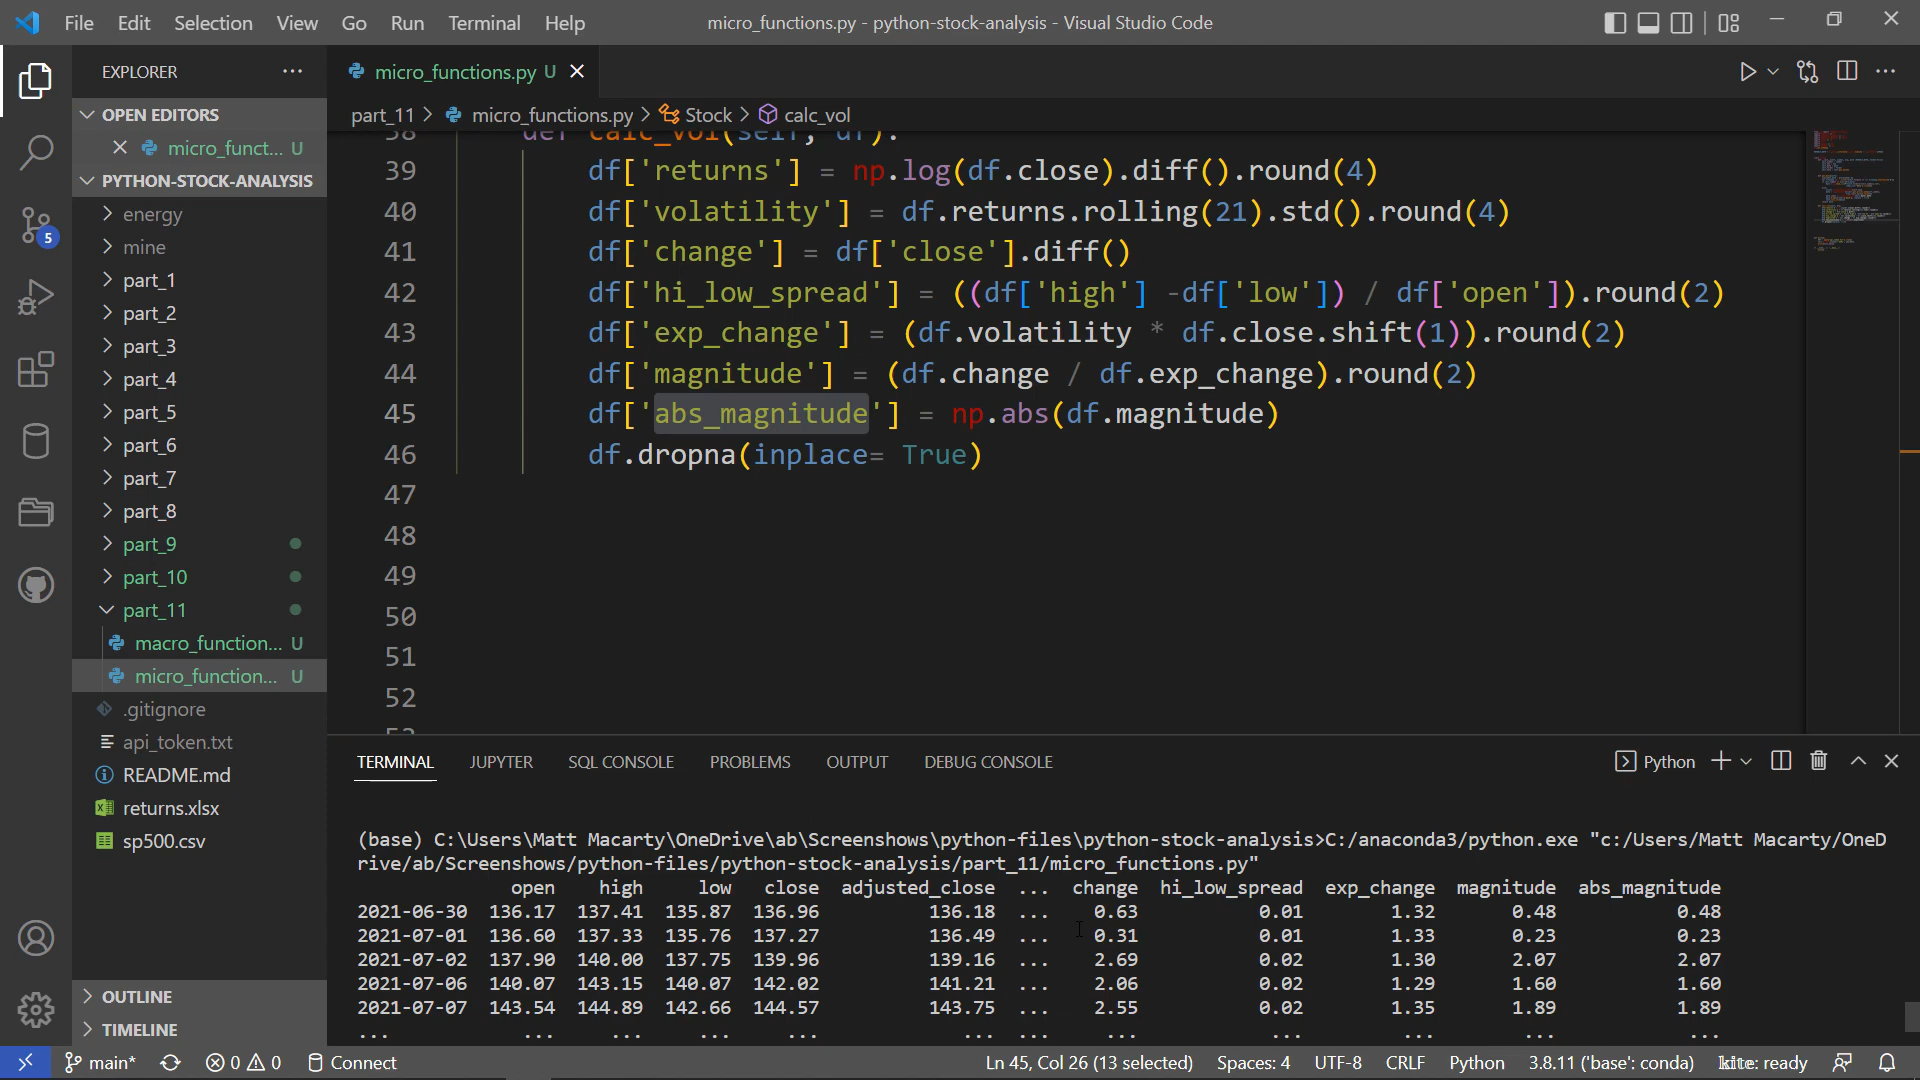 File Edit Selection View Go Run Terminal Help micro_functions.py - python-stock-analysis - Visual Studio Code
EXPLORER
OPEN EDITORS
micro_funct... U
PYTHON-STOCK-ANALYSIS
energy
mine
part_1
part_2
part_3
part_4
part_5
part_6
part_7
part_8
part_9
part_10
part_11
macro_function... U
micro_function... U
.gitignore
api_token.txt
README.md
returns.xlsx
sp500.csv
OUTLINE
TIMELINE
5
micro_functions.py U
part_11 > micro_functions.py > Stock > calc_vol
38 def calc_vol(self, df):
39 df['returns'] = np.log(df.close).diff().round(4)
40 df['volatility'] = df.returns.rolling(21).std().round(4)
41 df['change'] = df['close'].diff()
42 df['hi_low_spread'] = ((df['high'] -df['low']) / df['open']).round(2)
43 df['exp_change'] = (df.volatility * df.close.shift(1)).round(2)
44 df['magnitude'] = (df.change / df.exp_change).round(2)
45 df['abs_magnitude'] = np.abs(df.magnitude)
46 df.dropna(inplace= True)
47
48
49
50
51
52
TERMINAL JUPYTER SQL CONSOLE PROBLEMS OUTPUT DEBUG CONSOLE Python
(base) C:\Users\Matt Macarty\OneDrive\ab\Screenshows\python-files\python-stock-analysis>C:/anaconda3/python.exe "c:/Users/Matt Macarty/OneD
rive/ab/Screenshows/python-files/python-stock-analysis/part_11/micro_functions.py"
open high low close adjusted_close ... change hi_low_spread exp_change magnitude abs_magnitude
2021-06-30 136.17 137.41 135.87 136.96 136.18 ... 0.63 0.01 1.32 0.48 0.48
2021-07-01 136.60 137.33 135.76 137.27 136.49 ... 0.31 0.01 1.33 0.23 0.23
2021-07-02 137.90 140.00 137.75 139.96 139.16 ... 2.69 0.02 1.30 2.07 2.07
2021-07-06 140.07 143.15 140.07 142.02 141.21 ... 2.06 0.02 1.29 1.60 1.60
2021-07-07 143.54 144.89 142.66 144.57 143.75 ... 2.55 0.02 1.35 1.89 1.89
... ... ... ... ... ... ... ... ... ... ... ...
main* 0 0 Connect Ln 45, Col 26 (13 selected) Spaces: 4 UTF-8 CRLF Python 3.8.11 ('base': conda) kite: ready